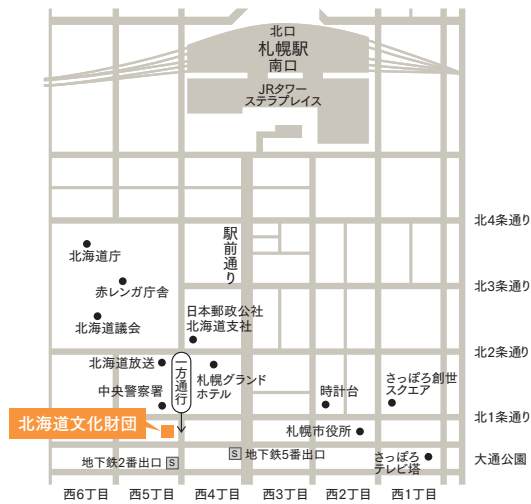 北口
札幌駅
南口
JRタワー
ステラプレイス
北4条通り
駅前通り
北海道庁
赤レンガ庁舎
北3条通り
日本郵政公社
北海道支社
北海道議会
北2条通り
北海道放送
一方通行
札幌グランド
ホテル
さっぽろ創世
スクエア
中央警察署
時計台
北1条通り
北海道文化財団
札幌市役所
S
地下鉄5番出口
さっぽろ
テレビ塔
大通公園
地下鉄2番出口
S
西6丁目
西5丁目
西4丁目
西3丁目
西2丁目
西1丁目